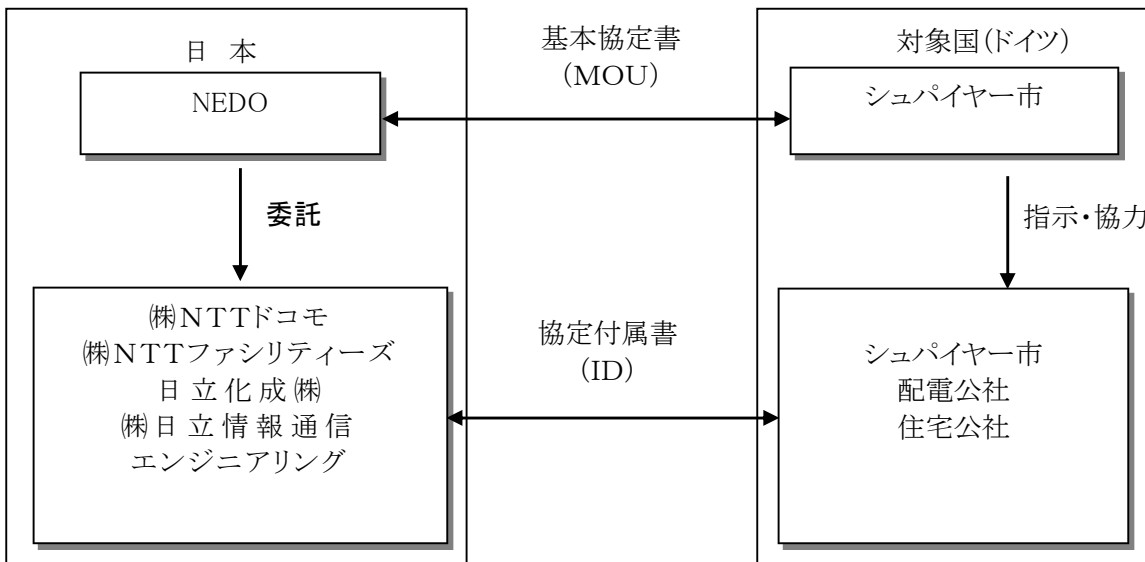 日 本
NEDO
委託
㈱NTTドコモ
㈱NTTファシリティーズ
日立化成㈱
㈱日立情報通信
エンジニアリング
基本協定書
(MOU)
協定付属書
(ID)
対象国(ドイツ)
シュパイヤー市
指示・協力
シュパイヤー市
配電公社
住宅公社